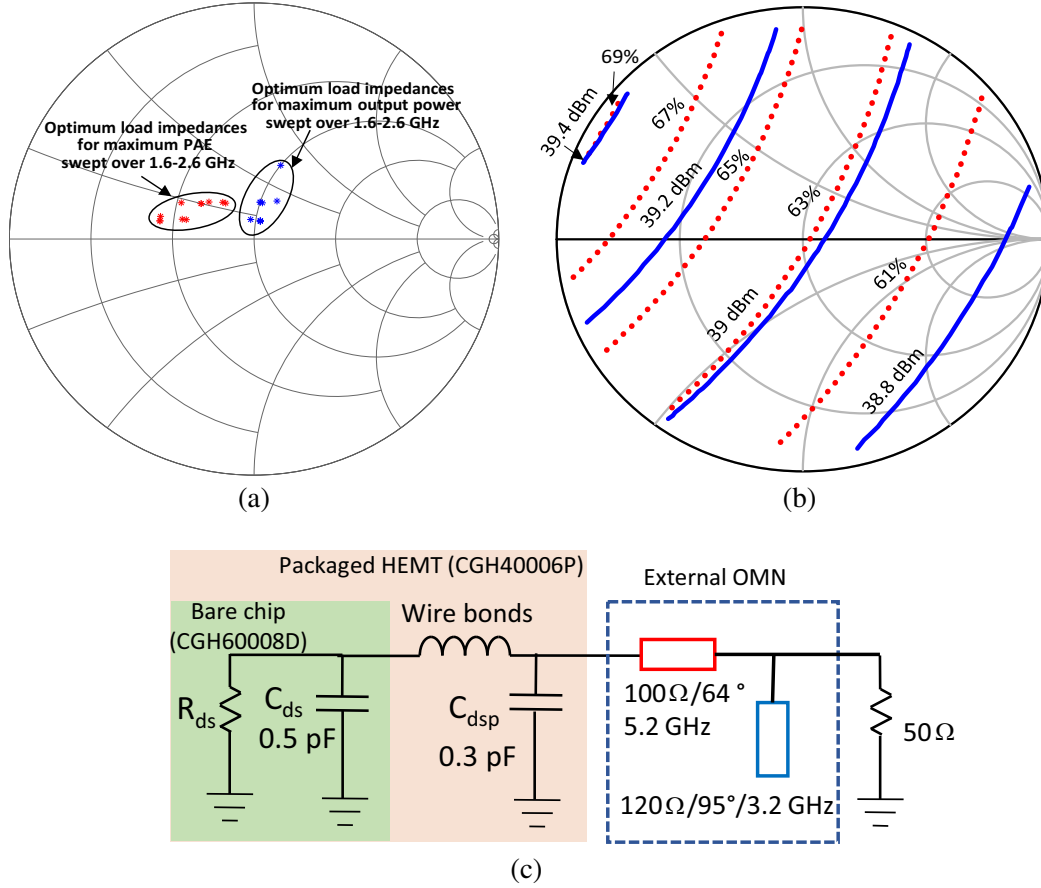 Optimum load impedances
for maximum output power
swept over 1.6-2.6 GHz
Optimum load impedances
for maximum PAE
swept over 1.6-2.6 GHz
(a)
69%
39.4 dBm
67%
39.2 dBm
65%
63%
39 dBm
61%
38.8 dBm
(b)
Packaged HEMT (CGH40006P)
External OMN
Bare chip
(CGH60008D)
Wire bonds
Rds
Cds
0.5 pF
Cdsp
0.3 pF
100Ω/64°
5.2 GHz
50Ω
120Ω/95°/3.2 GHz
(c)